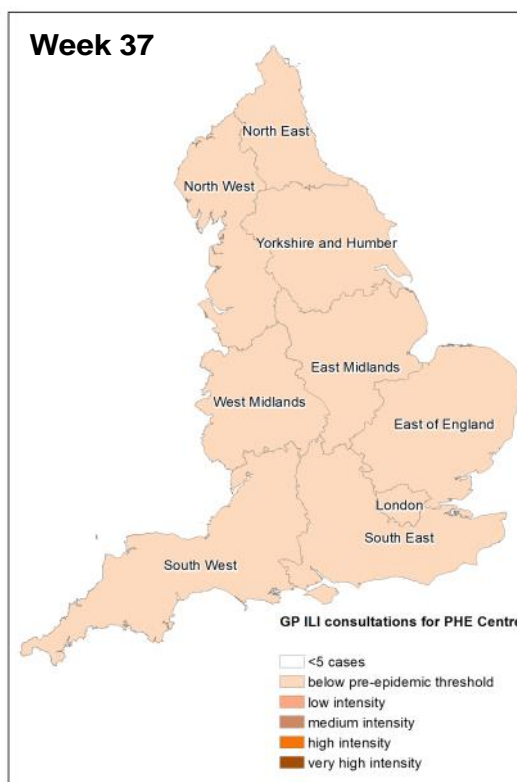 Week 37
North East
North West
Yorkshire and Humber
East Midlands
West Midlands
East of England
London
South East
South West
GP ILI consultations for PHE Centre
<5 cases
below pre-epidemic threshold
low intensity
medium intensity
high intensity
very high intensity